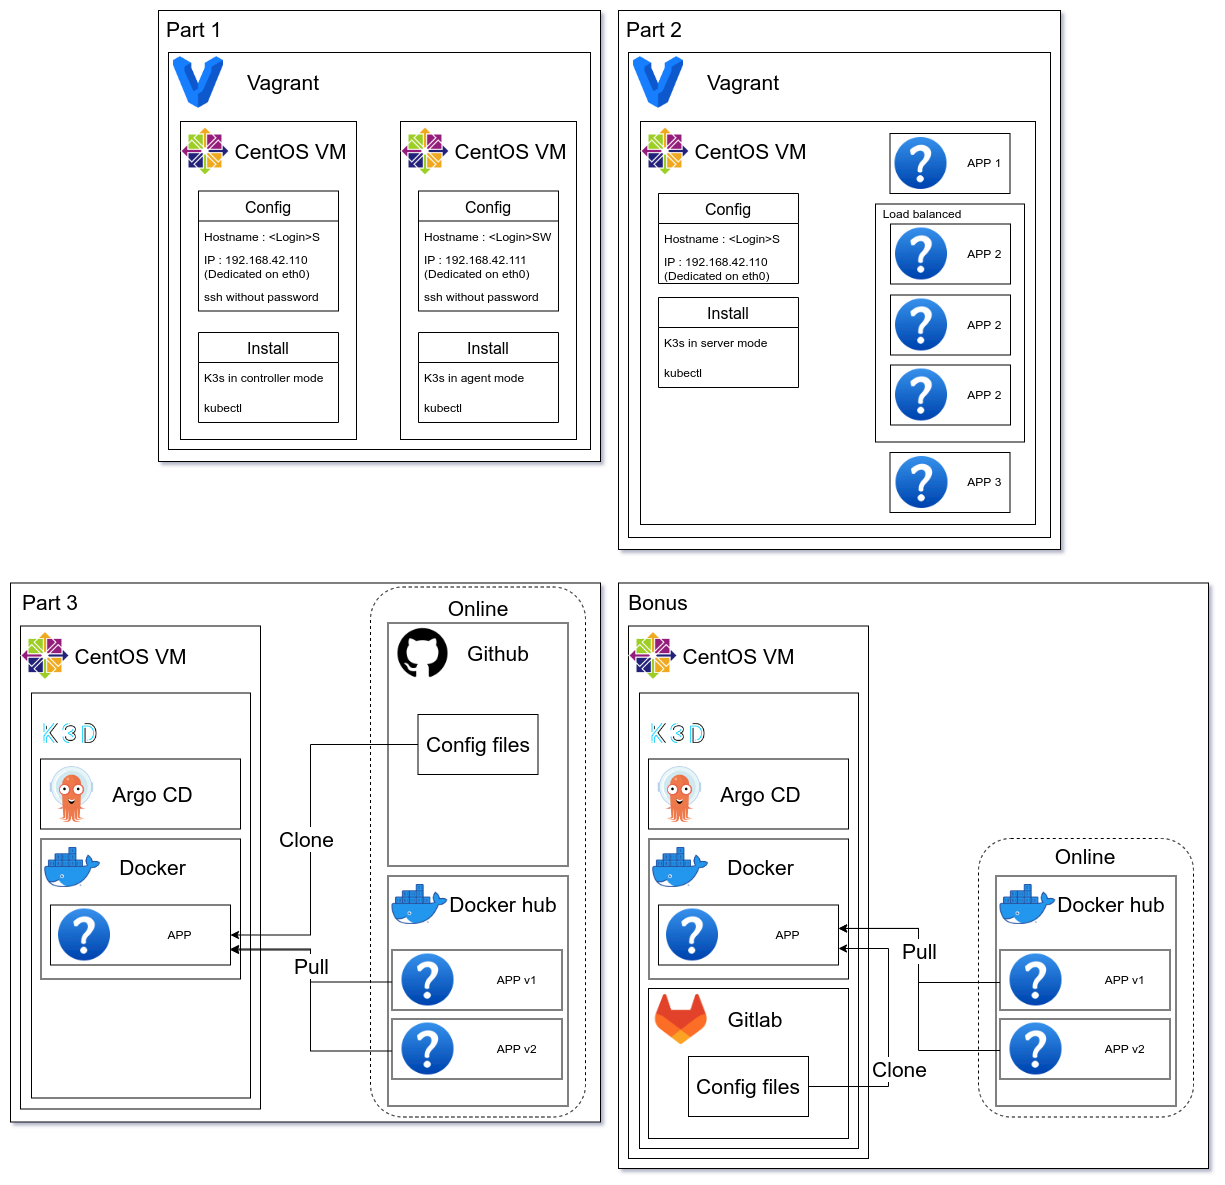 Part 1
Vagrant
CentOS VM
Config
Hostname : <Login>S
IP : 192.168.42.110
(Dedicated on eth0)
ssh without password
Install
K3s in controller mode
kubectl
CentOS VM
Config
Hostname : <Login>SW
IP : 192.168.42.111
(Dedicated on eth0)
ssh without password
Install
K3s in agent mode
kubectl
Part 2
Vagrant
CentOS VM
Config
Hostname : <Login>S
IP : 192.168.42.110
(Dedicated on eth0)
Install
K3s in server mode
kubectl
APP 1
Load balanced
APP 2
APP 2
APP 2
APP 3
Part 3
CentOS VM
K3D
Argo CD
Docker
APP
Clone
Pull
Online
Github
Config files
Docker hub
APP v1
APP v2
Bonus
CentOS VM
K3D
Argo CD
Docker
APP
Gitlab
Config files
Pull
Clone
Online
Docker hub
APP v1
APP v2